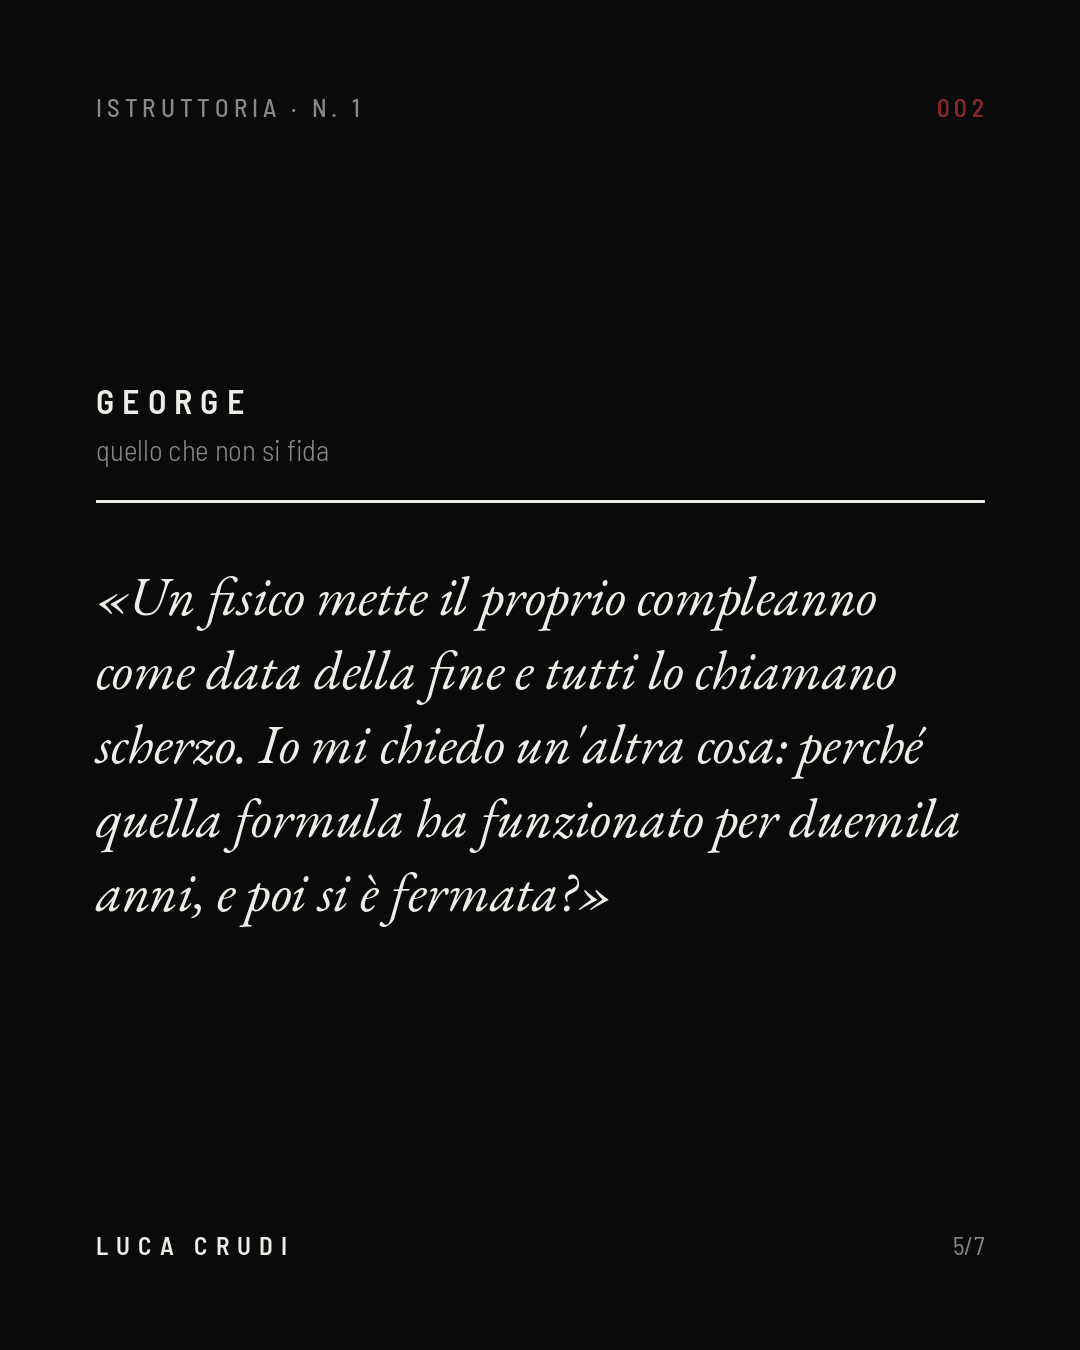 ISTRUTTORIA · N. 1
002
GEORGE
quello che non si fida
«Un fisico mette il proprio compleanno
come data della fine e tutti lo chiamano
scherzo. Io mi chiedo un'altra cosa: perché
quella formula ha funzionato per duemila
anni, e poi si è fermata?»
LUCA CRUDI
5/7